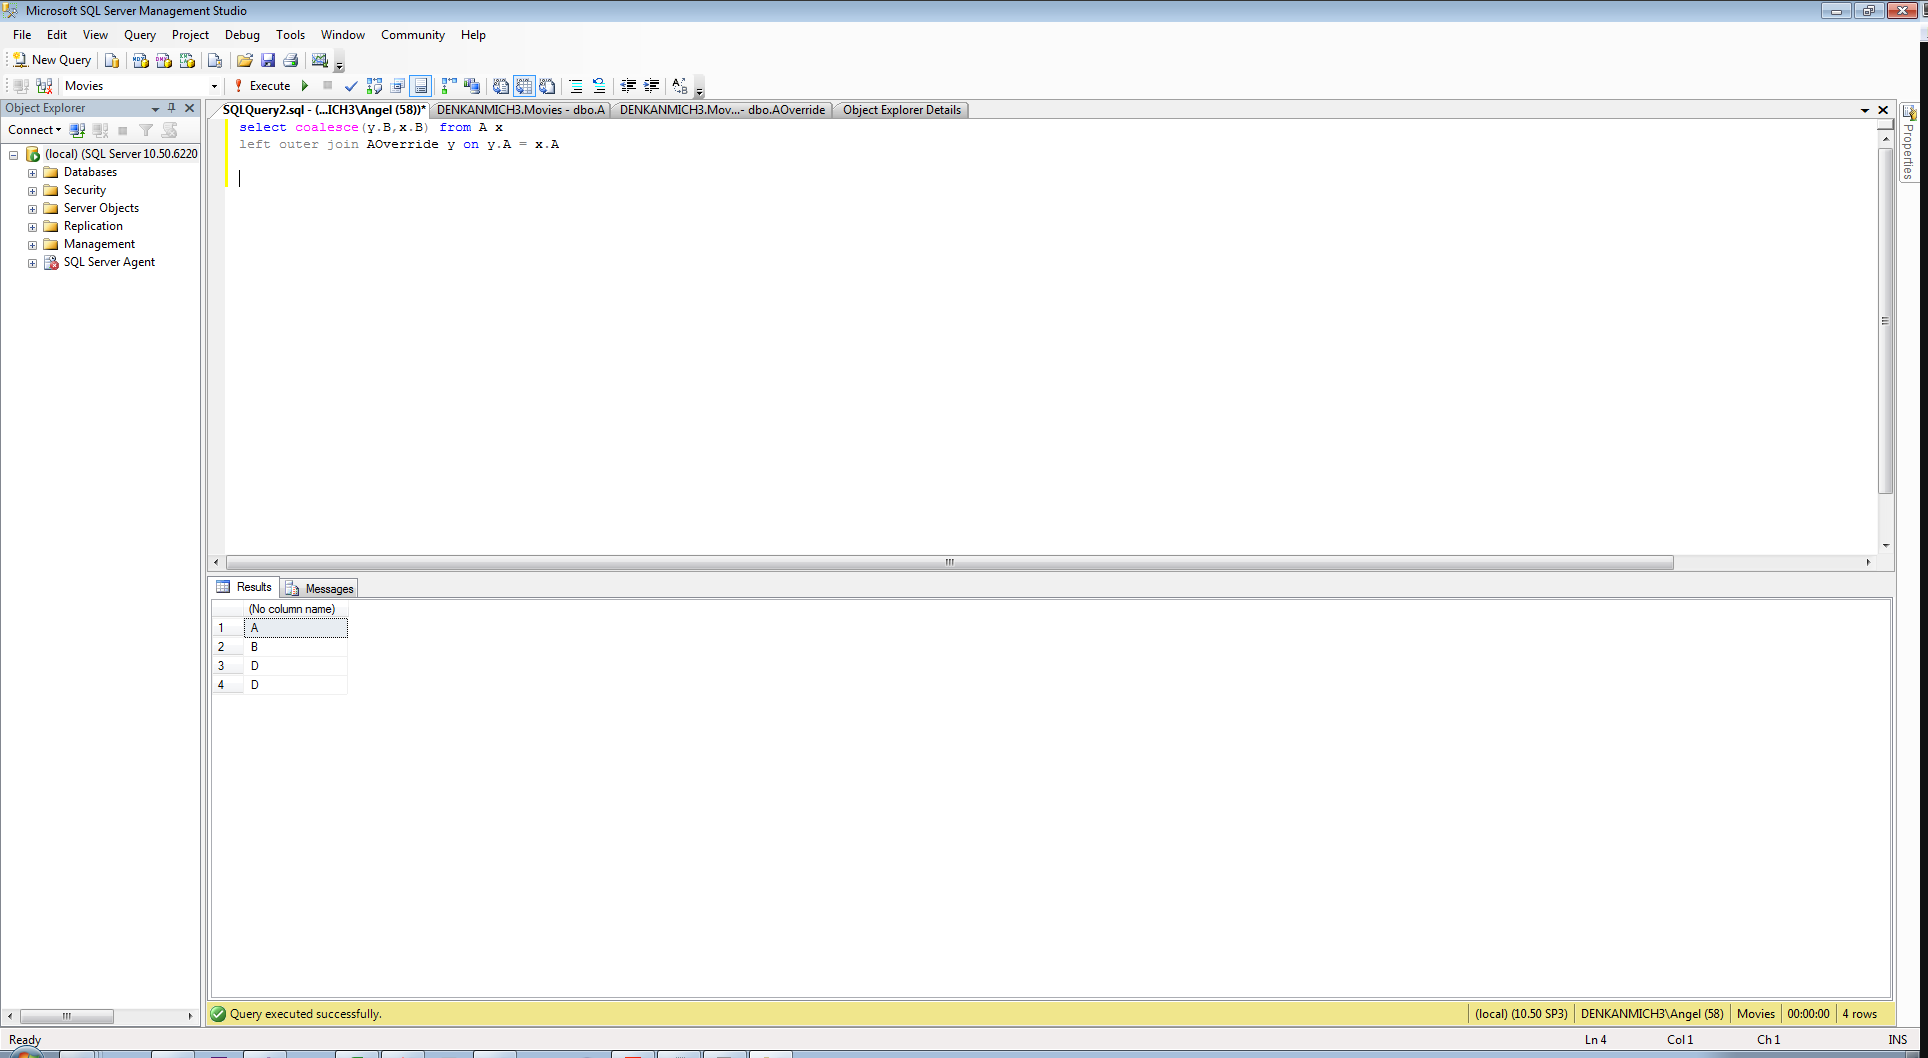 Microsoft SQL Server Management Studio
File Edit View Query Project Debug Tools Window Community Help
New Query
Movies Execute
Object Explorer
Connect
(local) (SQL Server 10.50.6220
Databases
Security
Server Objects
Replication
Management
SQL Server Agent
SQLQuery2.sql - (...ICH3\Angel (58))* DENKANMICH3.Movies - dbo.A DENKANMICH3.Mov...- dbo.AOverride Object Explorer Details
select coalesce(y.B,x.B) from A x
left outer join AOverride y on y.A = x.A
Properties
Results Messages
(No column name)
1 A
2 B
3 D
4 D
Query executed successfully. (local) (10.50 SP3) DENKANMICH3\Angel (58) Movies 00:00:00 4 rows
Ready Ln 4 Col 1 Ch 1 INS